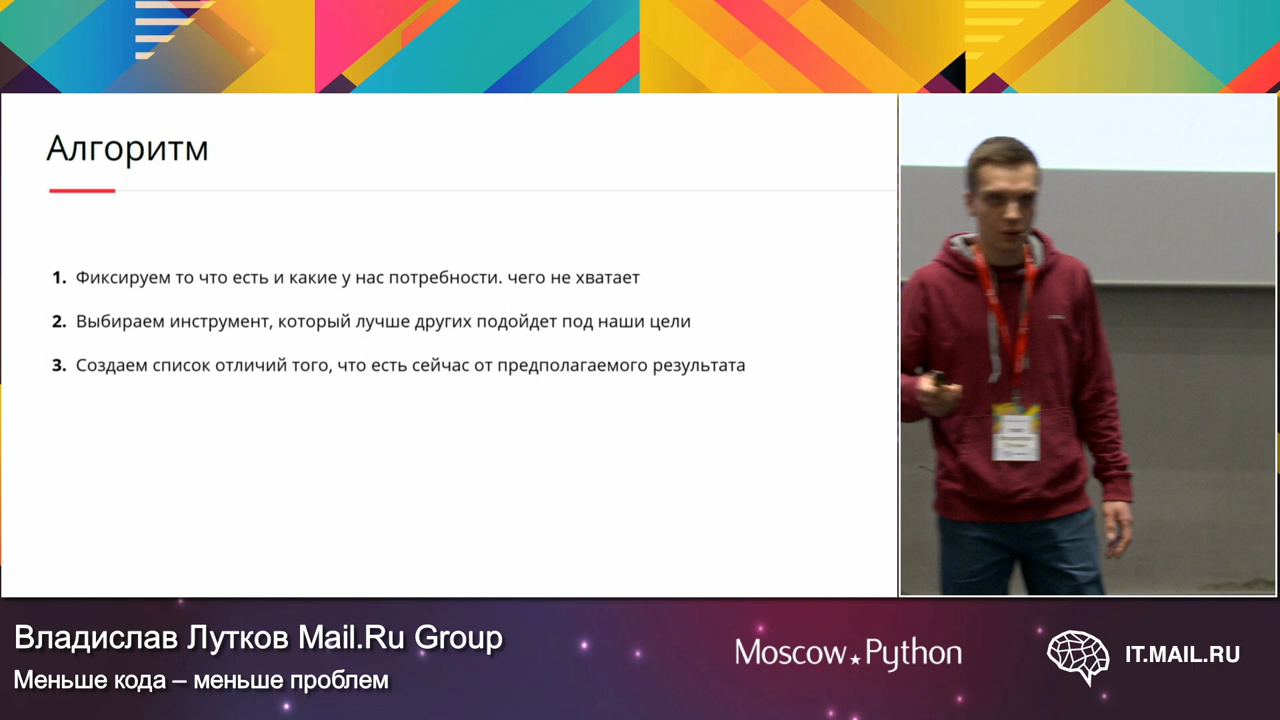 Алгоритм
1. Фиксируем то что есть и какие у нас потребности. чего не хватает
2. Выбираем инструмент, который лучше других подойдет под наши цели
3. Создаем список отличий того, что есть сейчас от предполагаемого результата
Владислав Лутков Mail.Ru Group
Меньше кода – меньше проблем
Moscow Python
IT.MAIL.RU